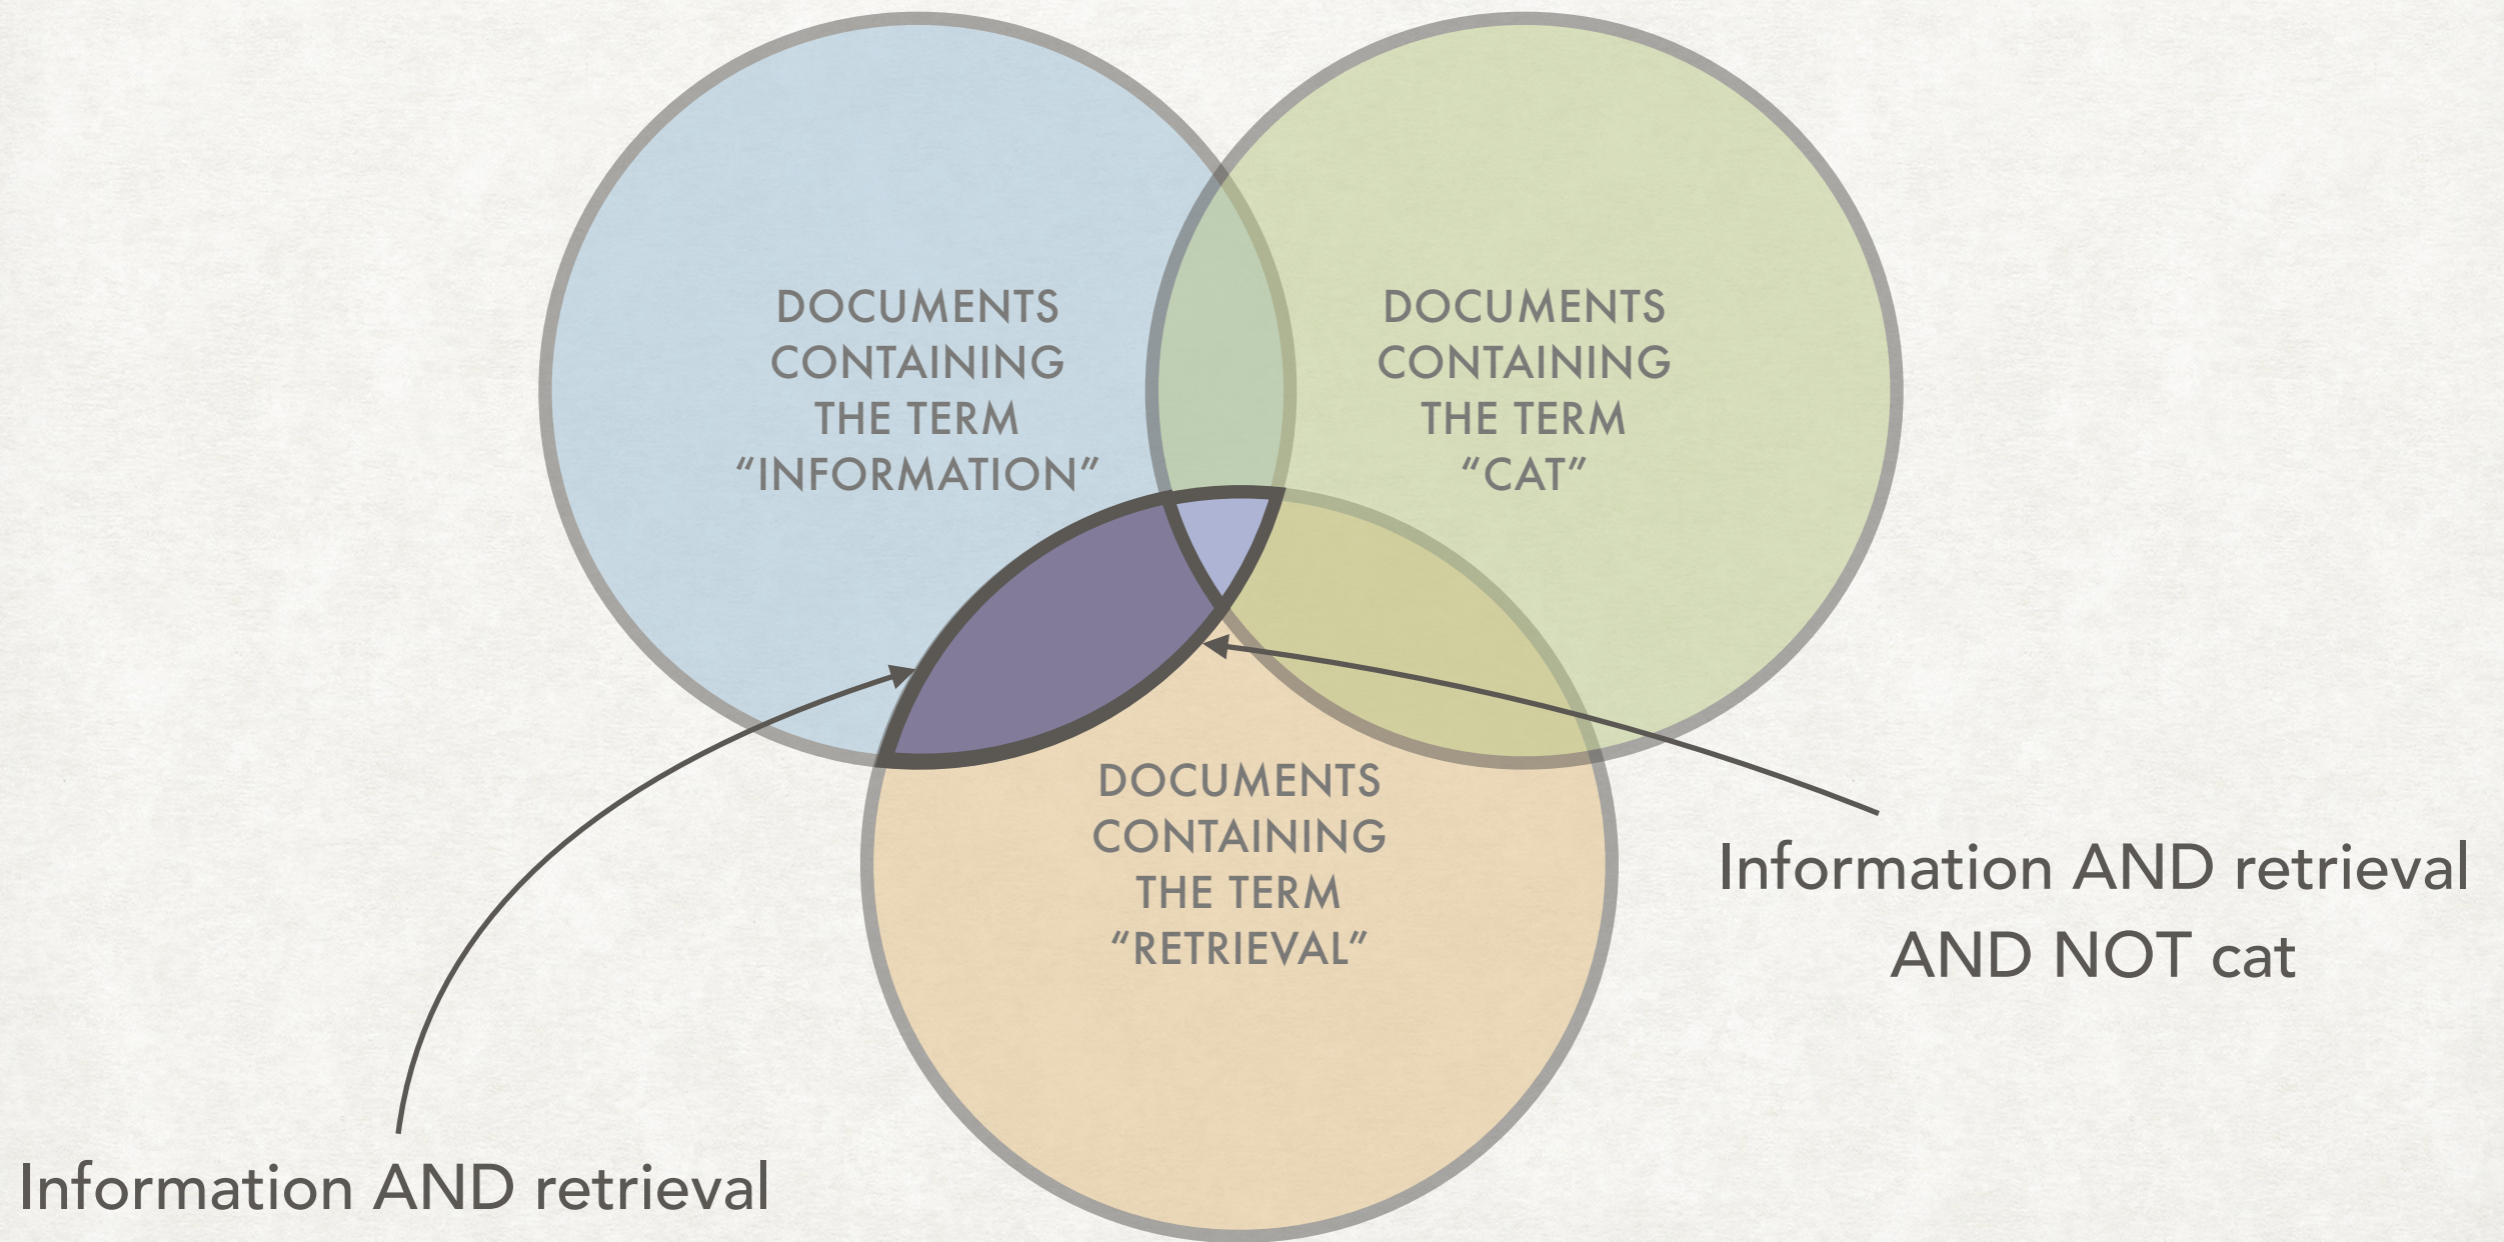 DOCUMENTS
CONTAINING
THE TERM
“INFORMATION”
DOCUMENTS
CONTAINING
THE TERM
“CAT”
DOCUMENTS
CONTAINING
THE TERM
“RETRIEVAL”
Information AND retrieval
AND NOT cat
Information AND retrieval